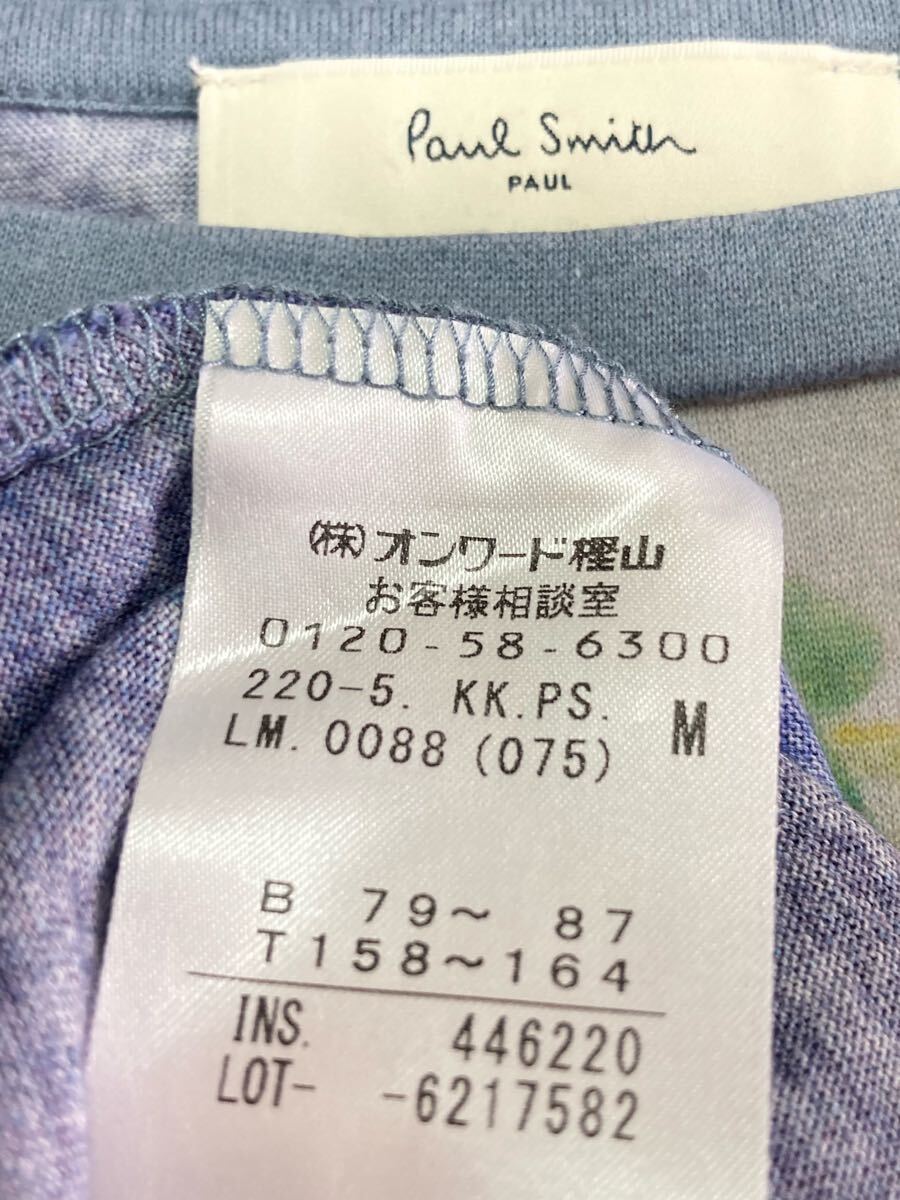 Paul Smith
PAUL
(株)オンワード樫山
お客様相談室
0120-58-6300
220-5. KK.PS.
LM. 0088 (075) M
B 79～ 87
T158～164
INS. 446220
LOT- -6217582